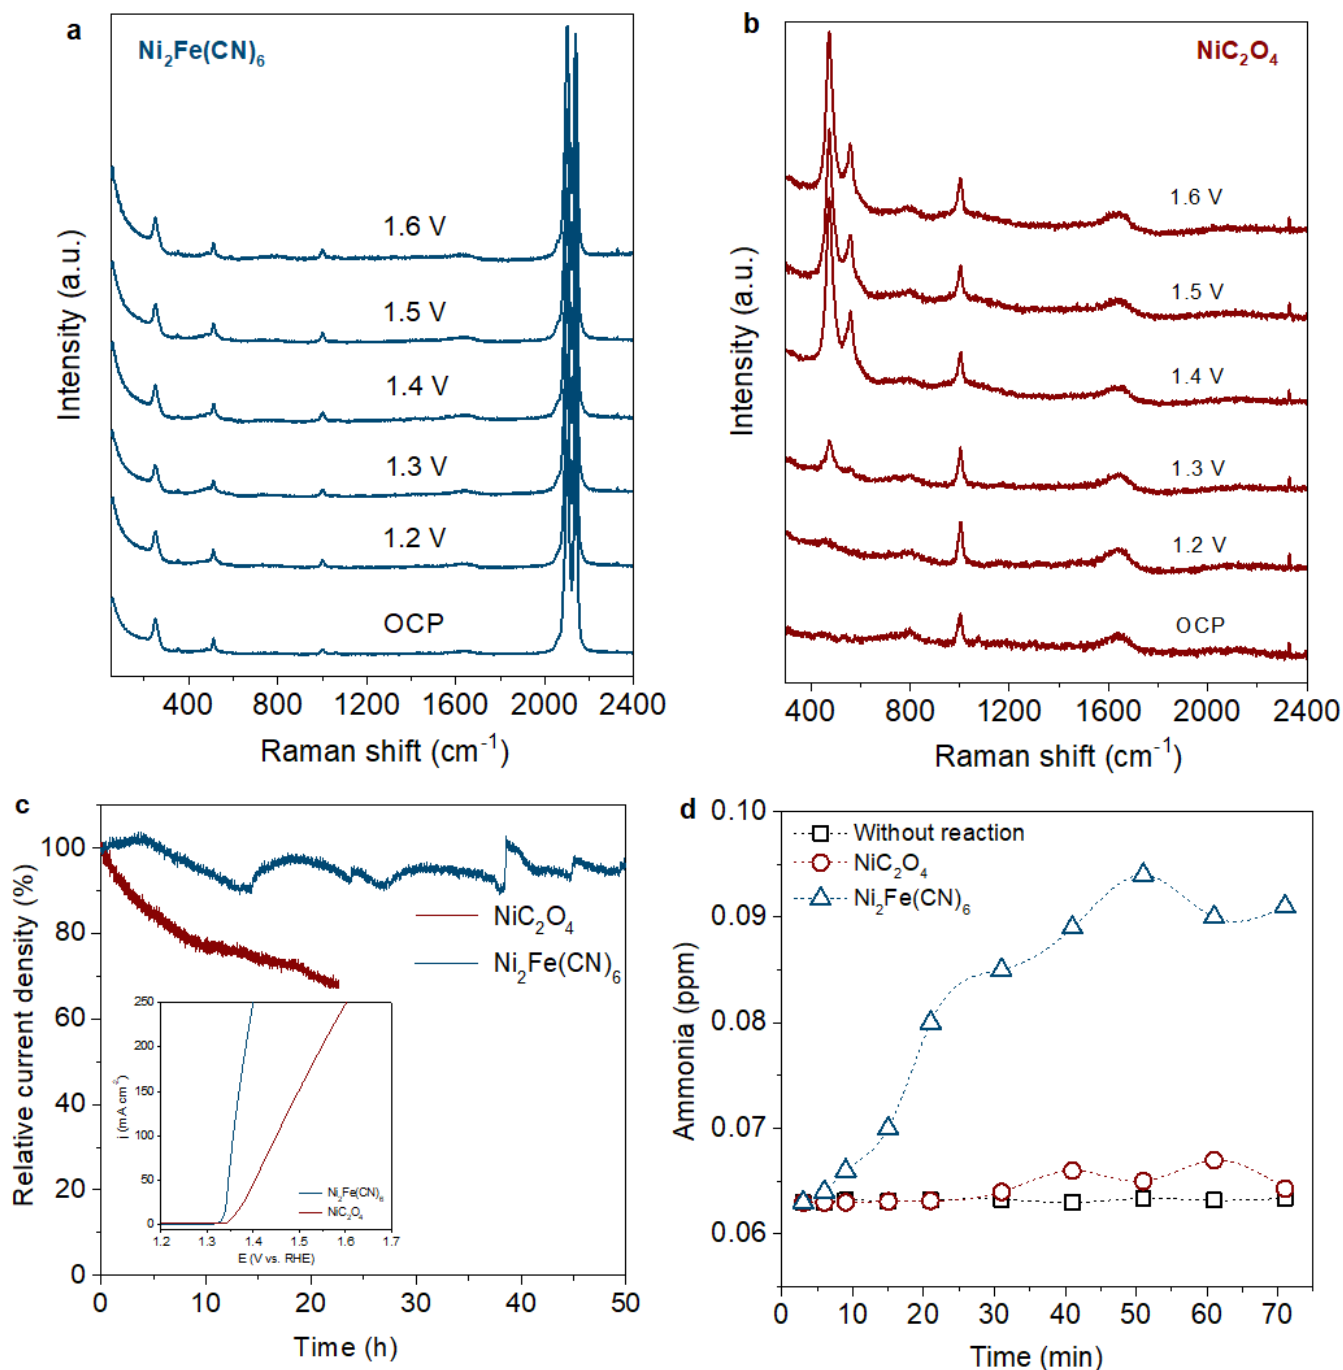 a
Ni₂Fe(CN)₆
1.6 V
1.5 V
1.4 V
1.3 V
1.2 V
OCP
Intensity (a.u.)
400 800 1200 1600 2000 2400
Raman shift (cm⁻¹)
b
NiC₂O₄
1.6 V
1.5 V
1.4 V
1.3 V
1.2 V
OCP
Intensity (a.u.)
400 800 1200 1600 2000 2400
Raman shift (cm⁻¹)
c
Relative current density (%)
100
80
60
40
20
0
NiC₂O₄
Ni₂Fe(CN)₆
j (mA cm⁻²)
250
200
150
100
50
0
Ni₂Fe(CN)₆
NiC₂O₄
1.2 1.3 1.4 1.5 1.6 1.7
E (V vs. RHE)
0 10 20 30 40 50
Time (h)
d
Ammonia (ppm)
0.10
0.09
0.08
0.07
0.06
Without reaction
NiC₂O₄
Ni₂Fe(CN)₆
0 10 20 30 40 50 60 70
Time (min)